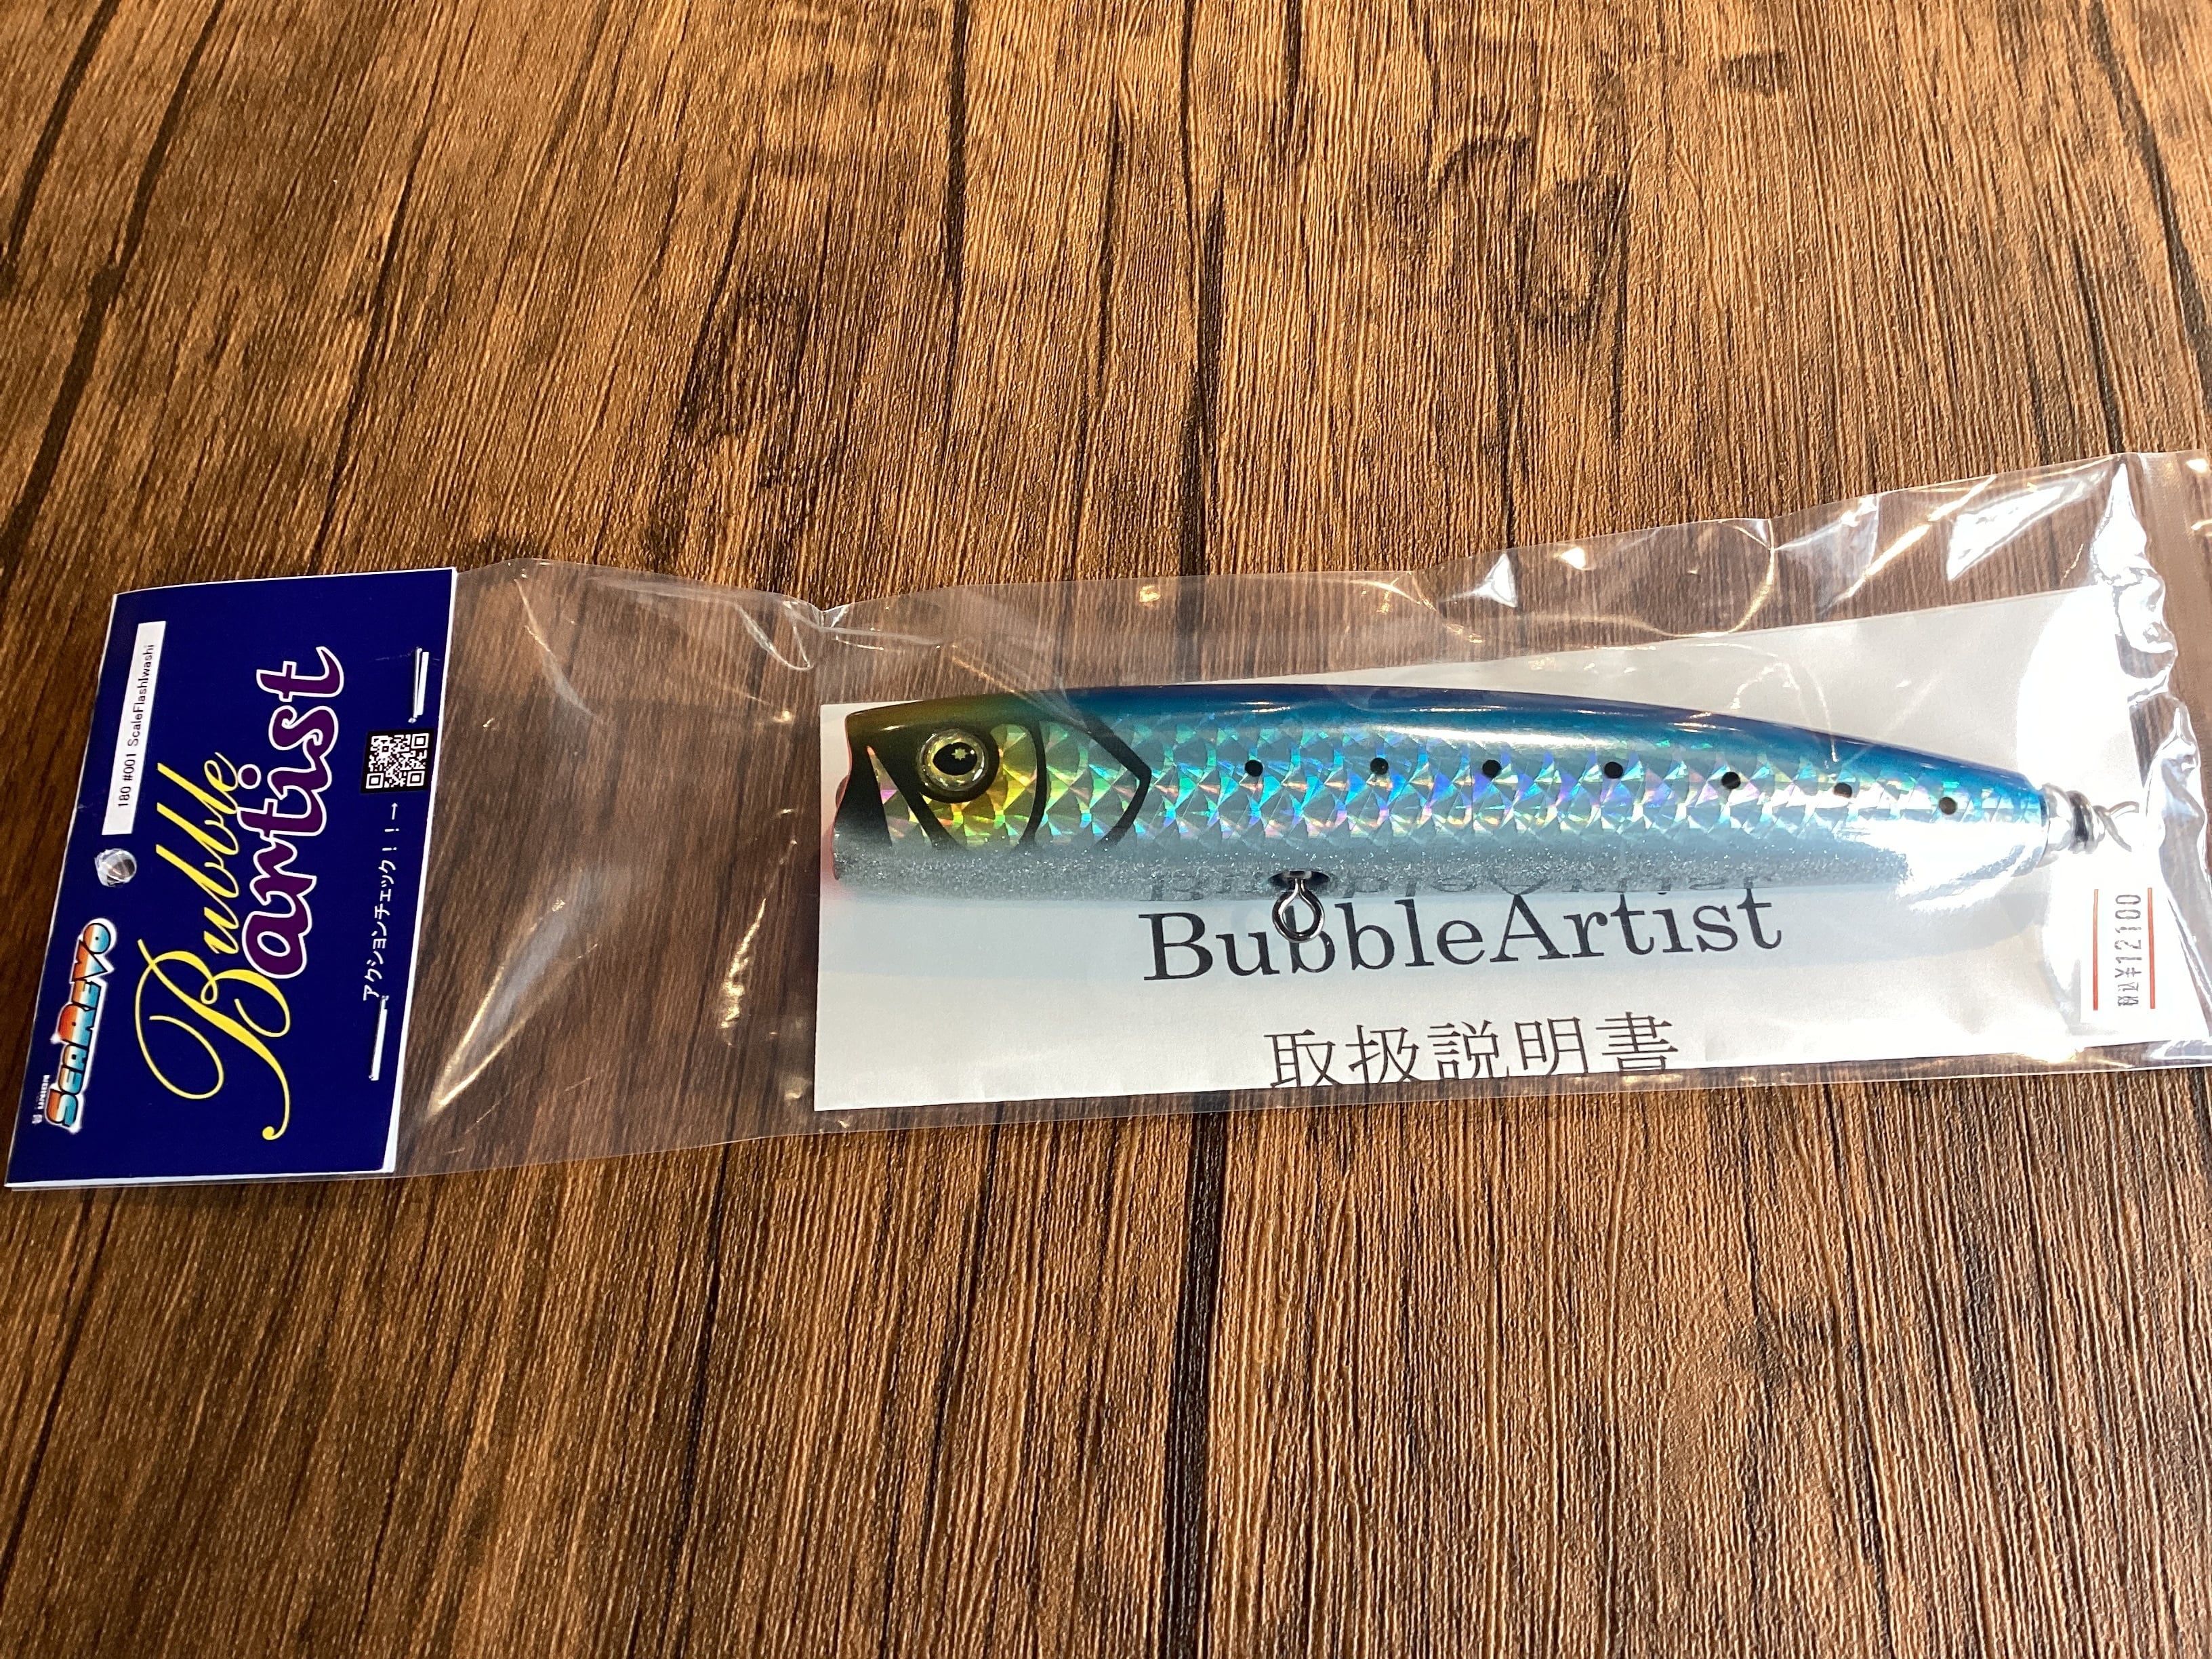 180 #001 ScaleFlashIwashi
Bubble
artist
SEAREVO
アクションチェック！！→
BubbleArtist
取扱説明書
税込¥12100